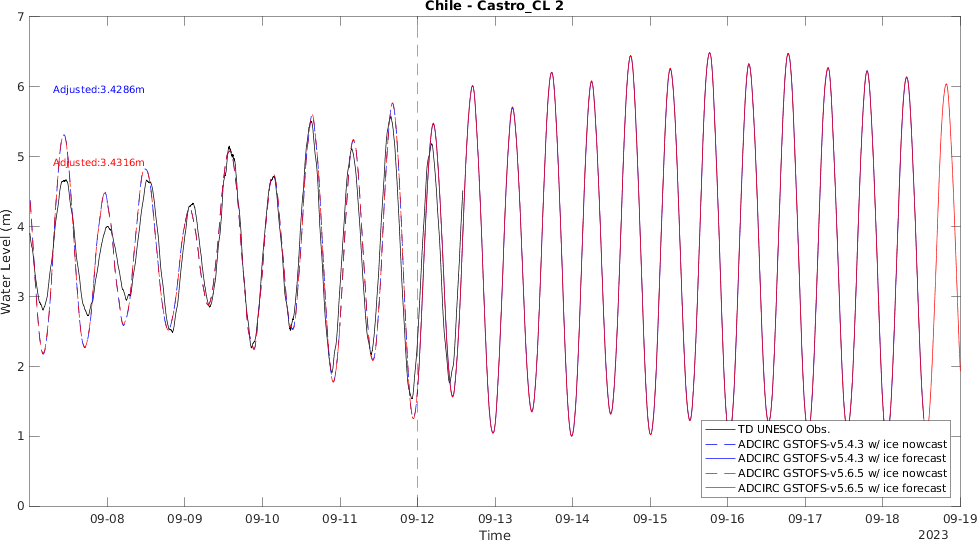 Chile - Castro_CL 2
7
6
5
4
3
2
1
0
Water Level (m)
Adjusted:3.4286m
Adjusted:3.4316m
TD UNESCO Obs.
ADCIRC GSTOFS-v5.4.3 w/ ice nowcast
ADCIRC GSTOFS-v5.4.3 w/ ice forecast
ADCIRC GSTOFS-v5.6.5 w/ ice nowcast
ADCIRC GSTOFS-v5.6.5 w/ ice forecast
09-08 09-09 09-10 09-11 09-12 09-13 09-14 09-15 09-16 09-17 09-18 09-19
Time
2023